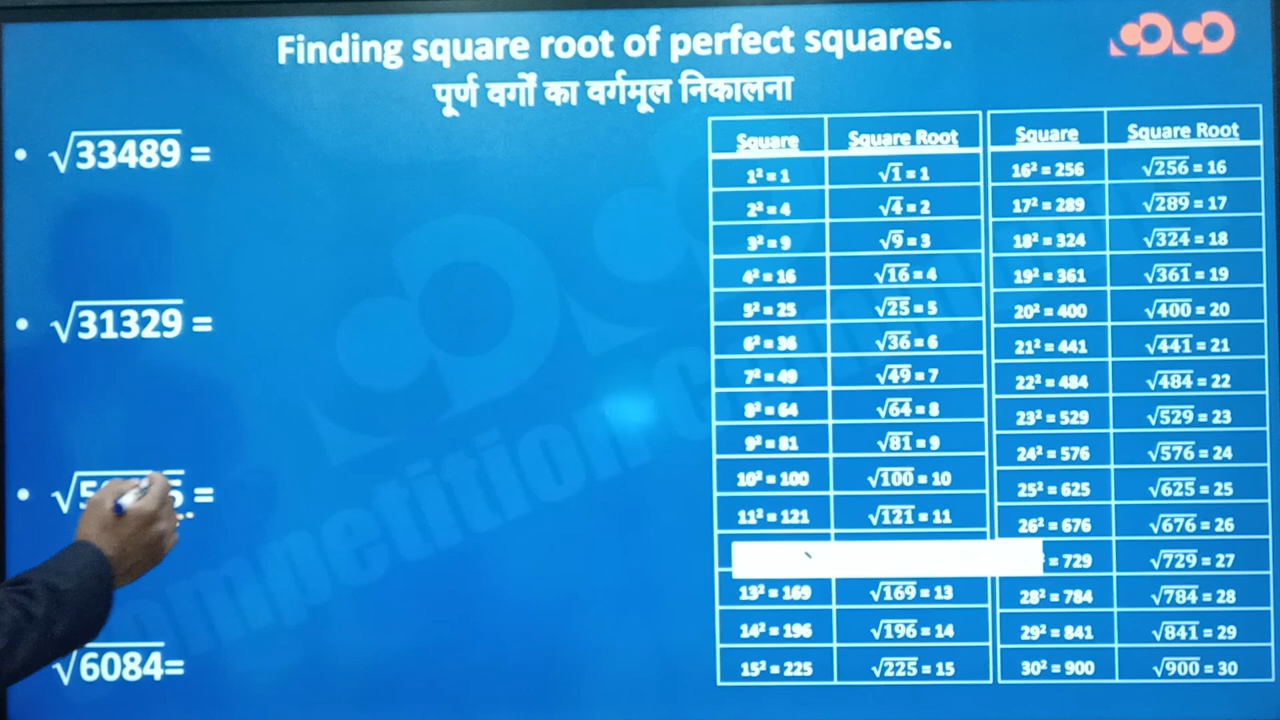 Finding square root of perfect squares.
पूर्ण वर्गों का वर्गमूल निकालना
• √33489 =
• √31329 =
• √5 5 =
√6084=
Square Square Root
1² = 1 √1 = 1
2² = 4 √4 = 2
3² = 9 √9 = 3
4² = 16 √16 = 4
5² = 25 √25 = 5
6² = 36 √36 = 6
7² = 49 √49 = 7
8² = 64 √64 = 8
9² = 81 √81 = 9
10² = 100 √100 = 10
11² = 121 √121 = 11
13² = 169 √169 = 13
14² = 196 √196 = 14
15² = 225 √225 = 15
Square Square Root
16² = 256 √256 = 16
17² = 289 √289 = 17
18² = 324 √324 = 18
19² = 361 √361 = 19
20² = 400 √400 = 20
21² = 441 √441 = 21
22² = 484 √484 = 22
23² = 529 √529 = 23
24² = 576 √576 = 24
25² = 625 √625 = 25
26² = 676 √676 = 26
² = 729 √729 = 27
28² = 784 √784 = 28
29² = 841 √841 = 29
30² = 900 √900 = 30